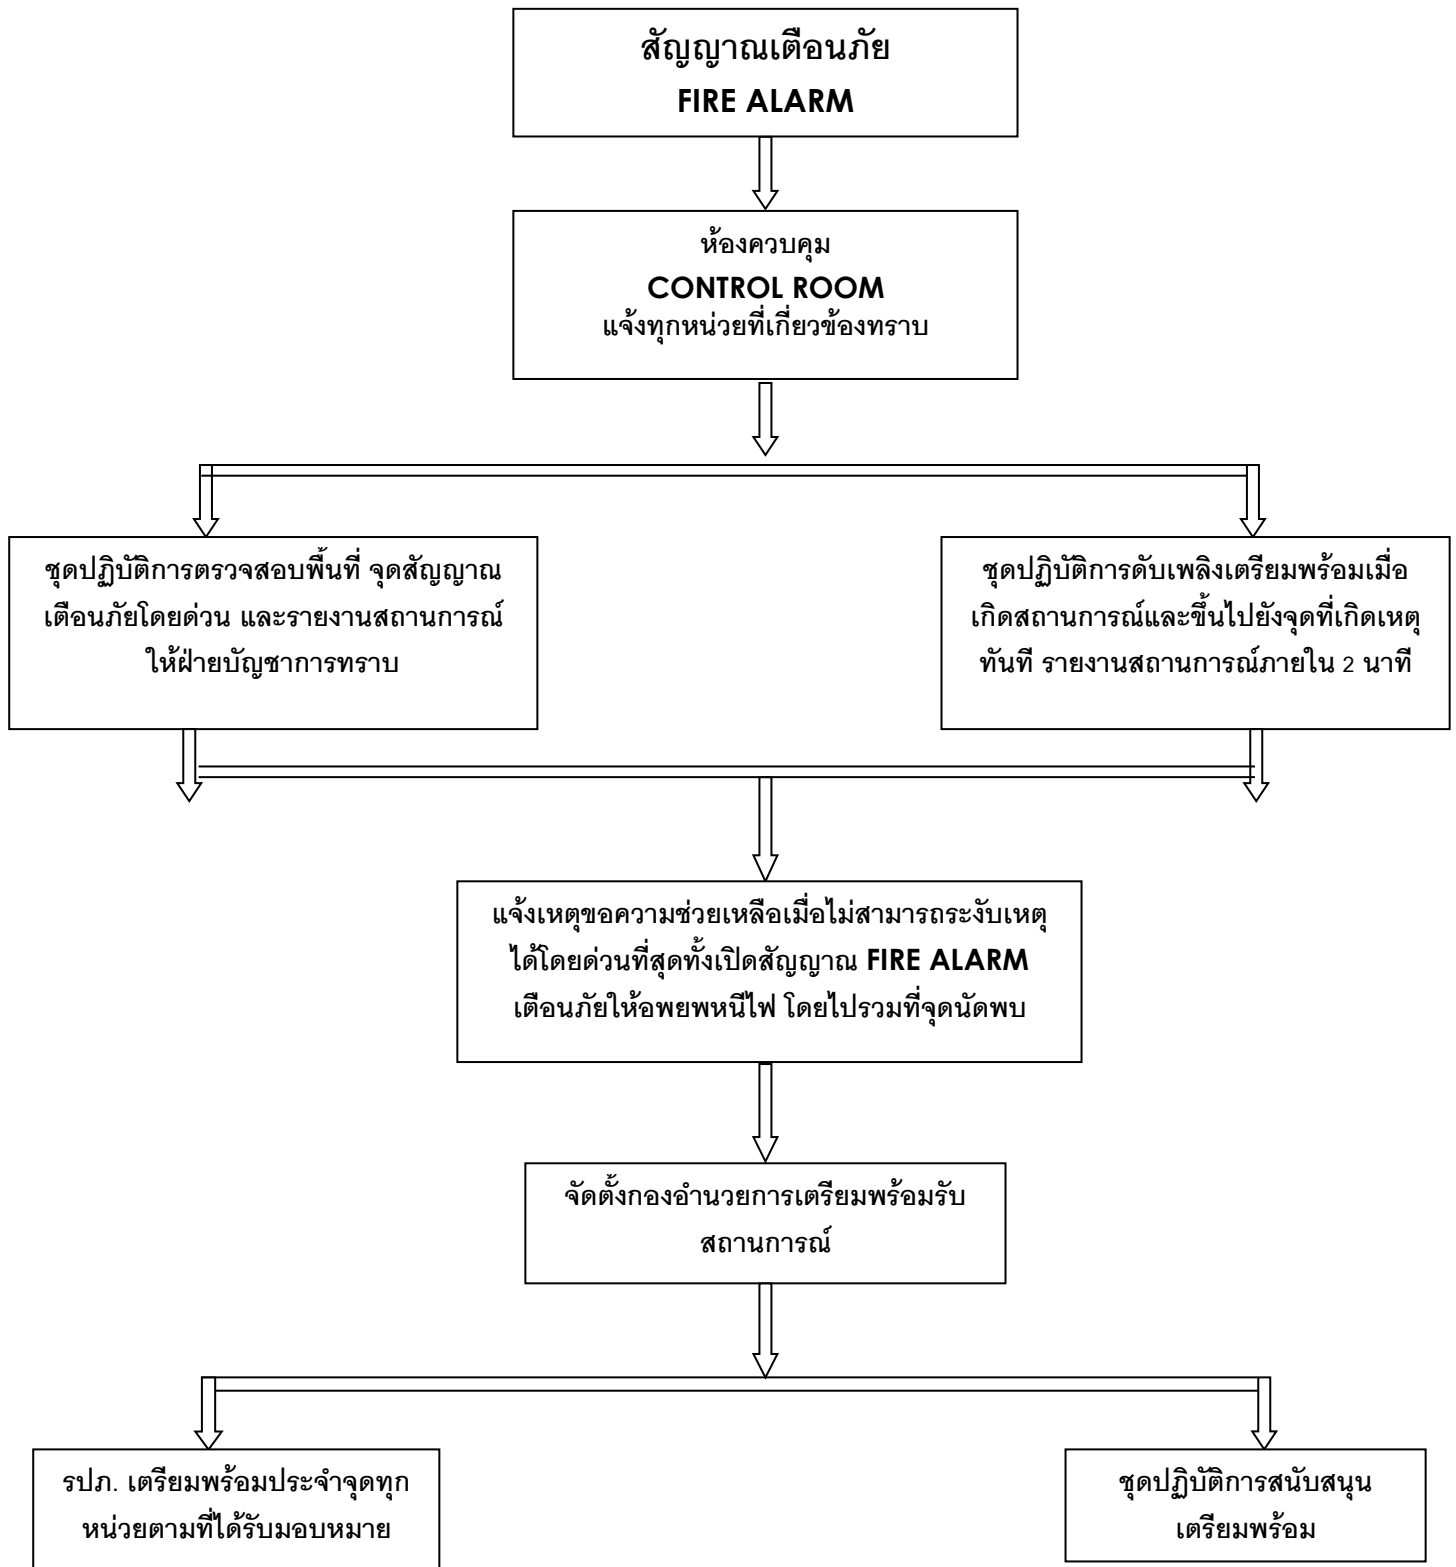 สัญญาณเตือนภัย
FIRE ALARM
ห้องควบคุม
CONTROL ROOM
แจ้งทุกหน่วยที่เกี่ยวข้องทราบ
ชุดปฏิบัติการตรวจสอบพื้นที่ จุดสัญญาณ
เตือนภัยโดยด่วน และรายงานสถานการณ์
ให้ฝ่ายบัญชาการทราบ
ชุดปฏิบัติการดับเพลิงเตรียมพร้อมเมื่อ
เกิดสถานการณ์และขึ้นไปยังจุดที่เกิดเหตุ
ทันที รายงานสถานการณ์ภายใน 2 นาที
แจ้งเหตุขอความช่วยเหลือเมื่อไม่สามารถระงับเหตุ
ได้โดยด่วนที่สุดทั้งเปิดสัญญาณ FIRE ALARM
เตือนภัยให้อพยพหนีไฟ โดยไปรวมที่จุดนัดพบ
จัดตั้งกองอำนวยการเตรียมพร้อมรับ
สถานการณ์
รปภ. เตรียมพร้อมประจำจุดทุก
หน่วยตามที่ได้รับมอบหมาย
ชุดปฏิบัติการสนับสนุน
เตรียมพร้อม